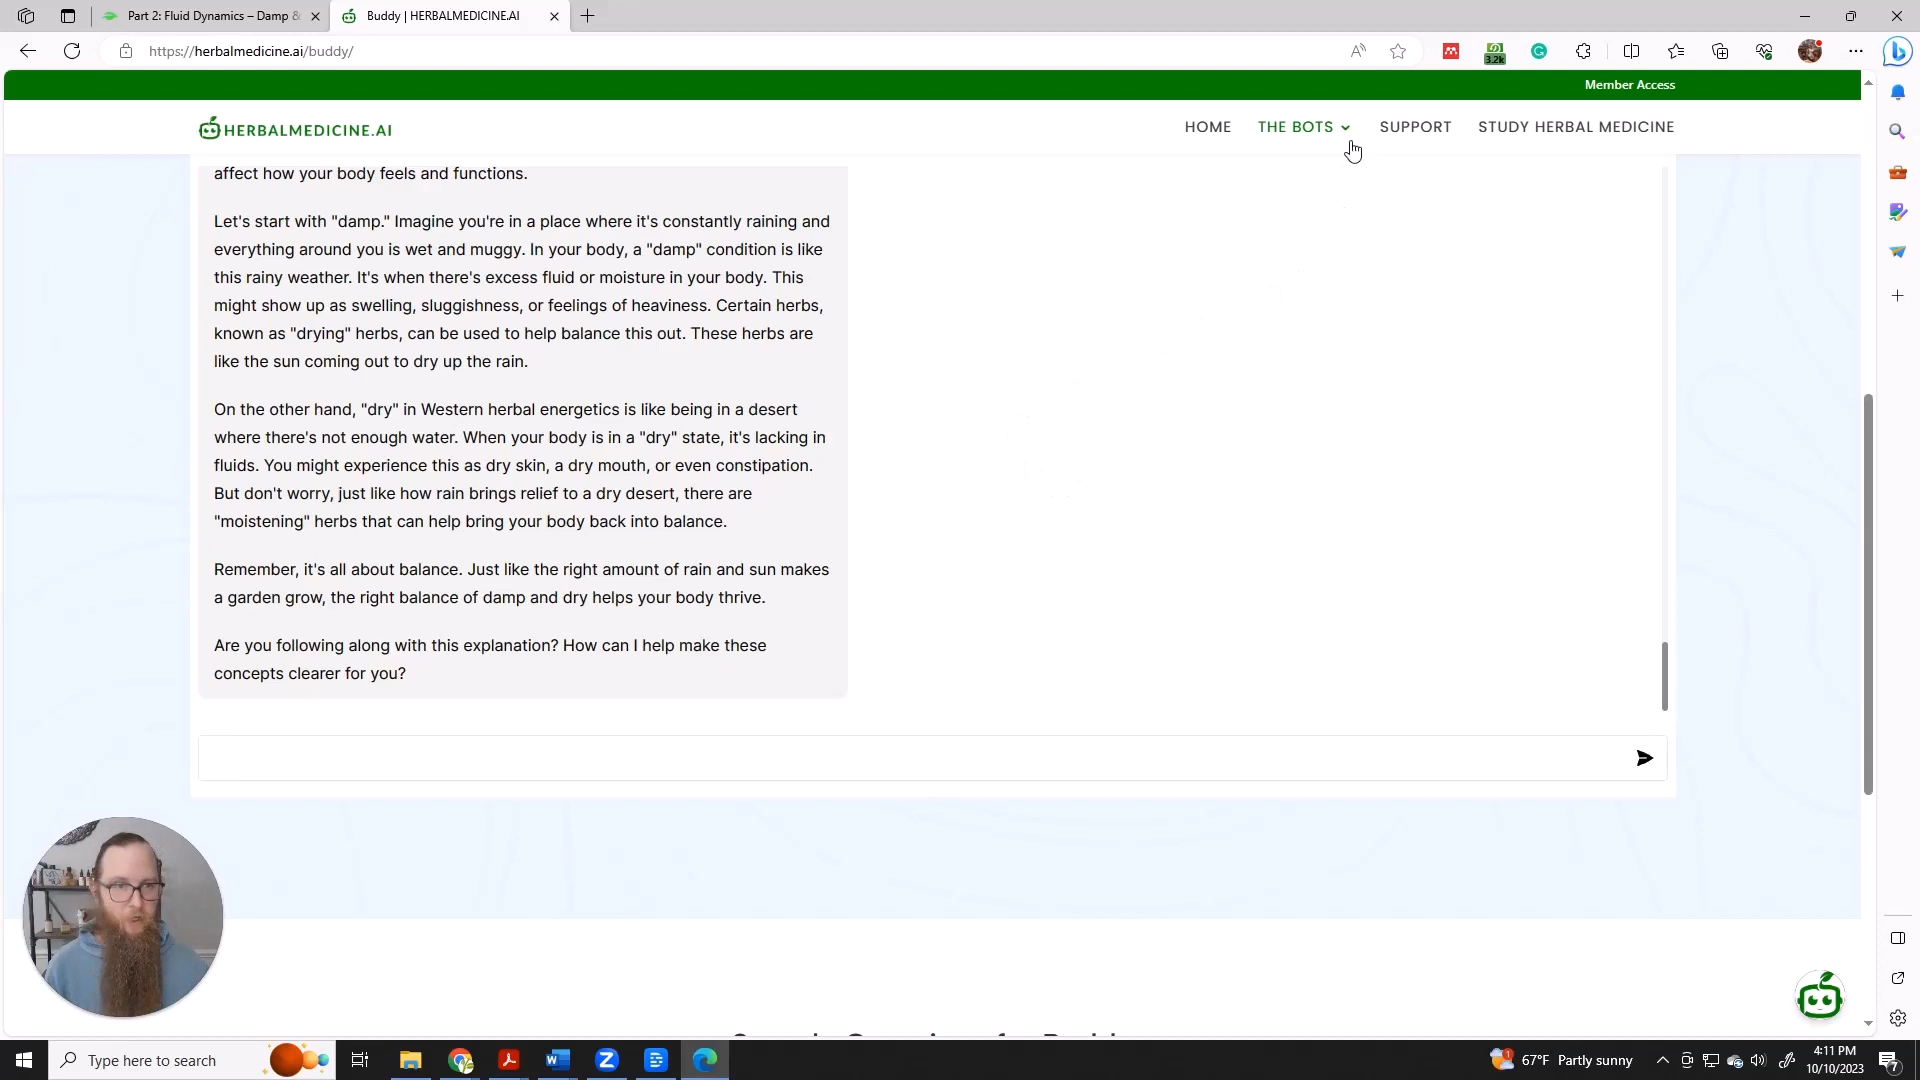 Part 2: Fluid Dynamics – Damp &
Buddy | HERBALMEDICINE.AI
https://herbalmedicine.ai/buddy/
3.2k
Member Access
HERBALMEDICINE.AI
HOME
THE BOTS
SUPPORT
STUDY HERBAL MEDICINE
affect how your body feels and functions.
Let's start with "damp." Imagine you're in a place where it's constantly raining and
everything around you is wet and muggy. In your body, a "damp" condition is like
this rainy weather. It's when there's excess fluid or moisture in your body. This
might show up as swelling, sluggishness, or feelings of heaviness. Certain herbs,
known as "drying" herbs, can be used to help balance this out. These herbs are
like the sun coming out to dry up the rain.
On the other hand, "dry" in Western herbal energetics is like being in a desert
where there's not enough water. When your body is in a "dry" state, it's lacking in
fluids. You might experience this as dry skin, a dry mouth, or even constipation.
But don't worry, just like how rain brings relief to a dry desert, there are
"moistening" herbs that can help bring your body back into balance.
Remember, it's all about balance. Just like the right amount of rain and sun makes
a garden grow, the right balance of damp and dry helps your body thrive.
Are you following along with this explanation? How can I help make these
concepts clearer for you?
Type here to search
67°F Partly sunny
4:11 PM
10/10/2023
7